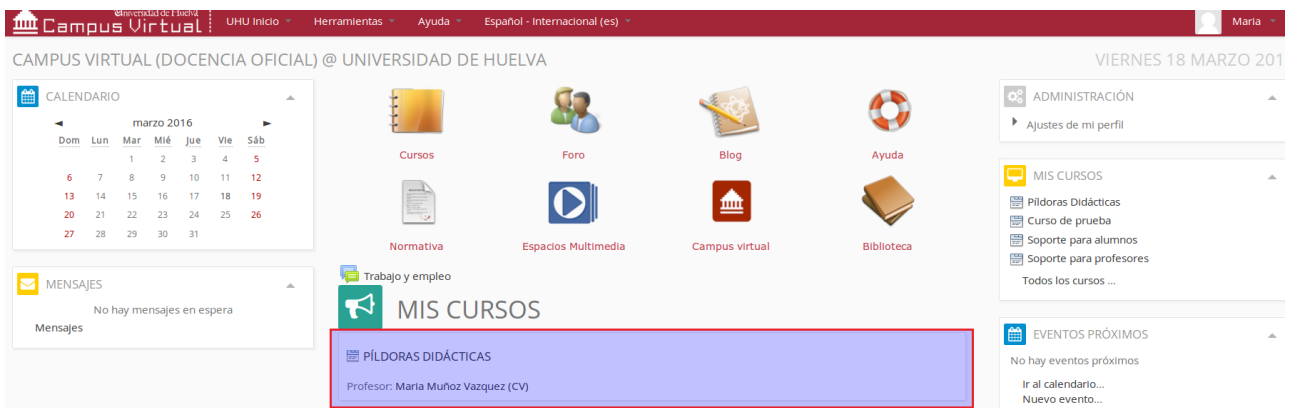 Universidad de Huelva
Campus Virtual
UHU Inicio
Herramientas
Ayuda
Español - Internacional (es)
Maria
CAMPUS VIRTUAL (DOCENCIA OFICIAL) @ UNIVERSIDAD DE HUELVA
VIERNES 18 MARZO 201
CALENDARIO
◄ marzo 2016 ►
Dom Lun Mar Mié Jue Vie Sáb
1 2 3 4 5
6 7 8 9 10 11 12
13 14 15 16 17 18 19
20 21 22 23 24 25 26
27 28 29 30 31
MENSAJES
No hay mensajes en espera
Mensajes
Cursos
Foro
Blog
Ayuda
Normativa
Espacios Multimedia
Campus virtual
Biblioteca
Trabajo y empleo
MIS CURSOS
PÍLDORAS DIDÁCTICAS
Profesor: Maria Muñoz Vazquez (CV)
ADMINISTRACIÓN
Ajustes de mi perfil
MIS CURSOS
Píldoras Didácticas
Curso de prueba
Soporte para alumnos
Soporte para profesores
Todos los cursos ...
EVENTOS PRÓXIMOS
No hay eventos próximos
Ir al calendario...
Nuevo evento...